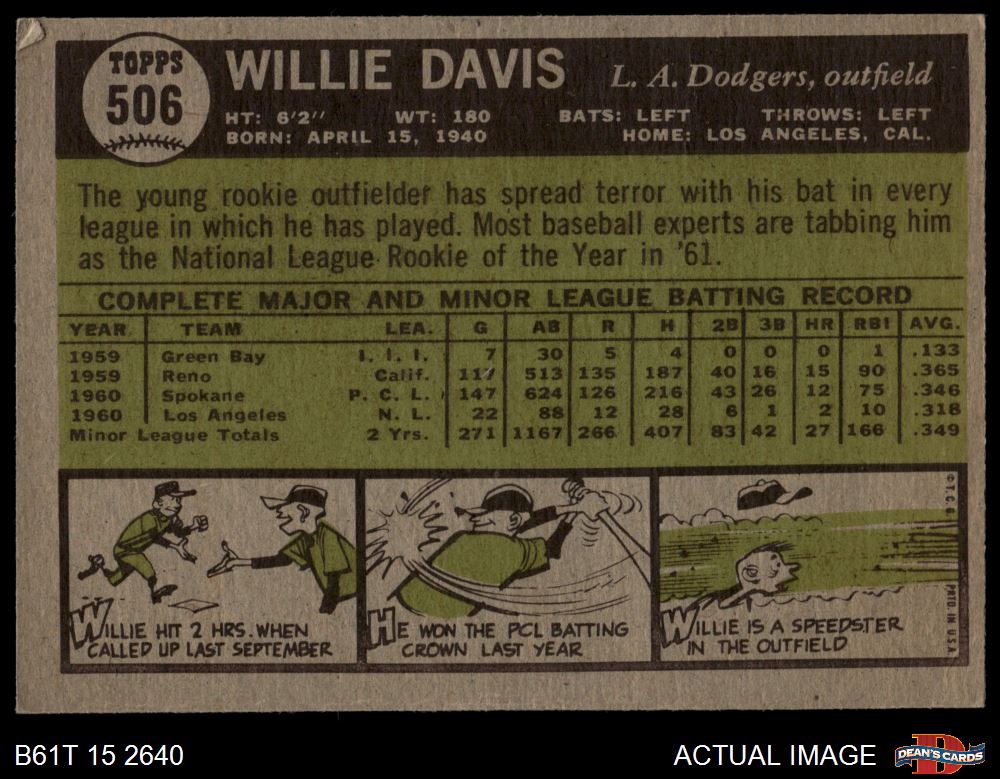 TOPPS
506
WILLIE DAVIS
L. A. Dodgers, outfield
HT: 6'2" WT: 180 BATS: LEFT THROWS: LEFT
BORN: APRIL 15, 1940 HOME: LOS ANGELES, CAL.
The young rookie outfielder has spread terror with his bat in every
league in which he has played. Most baseball experts are tabbing him
as the National League Rookie of the Year in '61.
COMPLETE MAJOR AND MINOR LEAGUE BATTING RECORD
YEAR TEAM LEA. G AB R H 2B 3B HR RBI AVG.
1959 Green Bay I. I. I. 7 30 5 4 0 0 0 1 .133
1959 Reno Calif. 117 513 135 187 40 16 15 90 .365
1960 Spokane P. C. L. 147 624 126 216 43 26 12 75 .346
1960 Los Angeles N. L. 22 88 12 28 6 1 2 10 .318
Minor League Totals 2 Yrs. 271 1167 266 407 83 42 27 166 .349
WILLIE HIT 2 HRS. WHEN
CALLED UP LAST SEPTEMBER
HE WON THE PCL BATTING
CROWN LAST YEAR
WILLIE IS A SPEEDSTER
IN THE OUTFIELD
© T. C. G. PRTD. IN U.S.A.
B61T 15 2640
ACTUAL IMAGE
DEAN'S CARDS